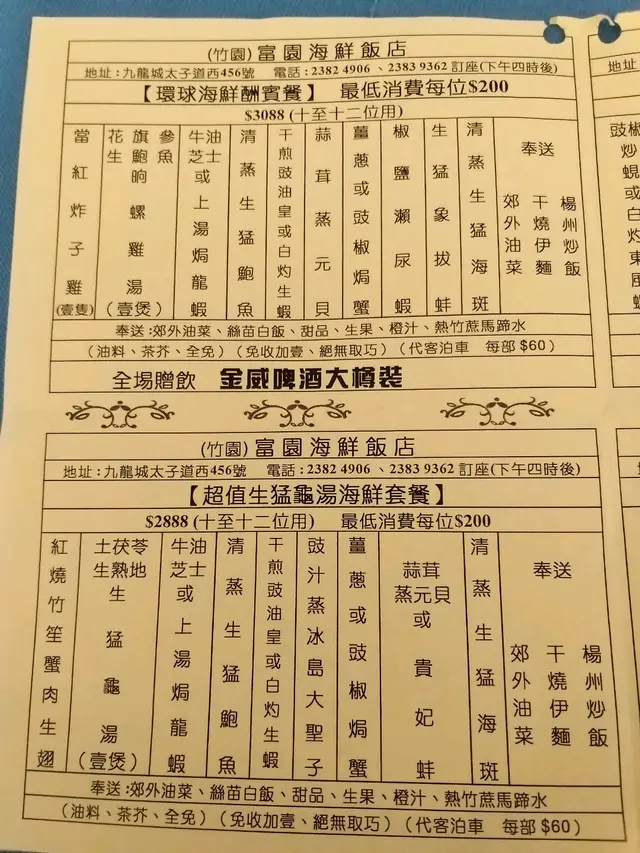 (竹園) 富園海鮮飯店
地址 : 九龍城太子道西456號 電話 : 2382 4906 、2383 9362 訂座(下午四時後)
【環球海鮮酬賓餐】 最低消費每位$200
$3088 (十至十二位用)
當紅炸子雞(壹隻)
花旗參
生鮑魚
晌螺雞湯(壹煲)
牛油
芝士
或上湯焗龍蝦
清蒸生猛鮑魚
干煎豉油皇或白灼生蝦
蒜茸蒸元貝
薑蔥或豉椒焗蟹
椒鹽瀨尿蝦
生猛象拔蚌
清蒸生猛海斑
奉送
郊外油菜
干燒伊麵
楊州炒飯
奉送 :郊外油菜、絲苗白飯、甜品、生果、橙汁、熱竹蔗馬蹄水
(油料、茶芥、全免) (免收加壹、絕無取巧) (代客泊車 每部 $60)
全場贈飲 金威啤酒大樽裝
(竹園) 富園海鮮飯店
地址 : 九龍城太子道西456號 電話 : 2382 4906 、2383 9362 訂座(下午四時後)
【超值生猛龜湯海鮮套餐】
$2888 (十至十二位用) 最低消費每位$200
紅燒竹笙蟹肉生翅
土茯苓
生熟地
生猛龜湯(壹煲)
牛油
芝士
或上湯焗龍蝦
清蒸生猛鮑魚
干煎豉油皇或白灼生蝦
豉汁蒸冰島大聖子
薑蔥或豉椒焗蟹
蒜茸
蒸元貝
或貴妃蚌
清蒸生猛海斑
奉送
郊外油菜
干燒伊麵
楊州炒飯
奉送 :郊外油菜、絲苗白飯、甜品、生果、橙汁、熱竹蔗馬蹄水
(油料、茶芥、全免) (免收加壹、絕無取巧) (代客泊車 每部 $60)
地址
豉椒
炒蜆或白灼東風